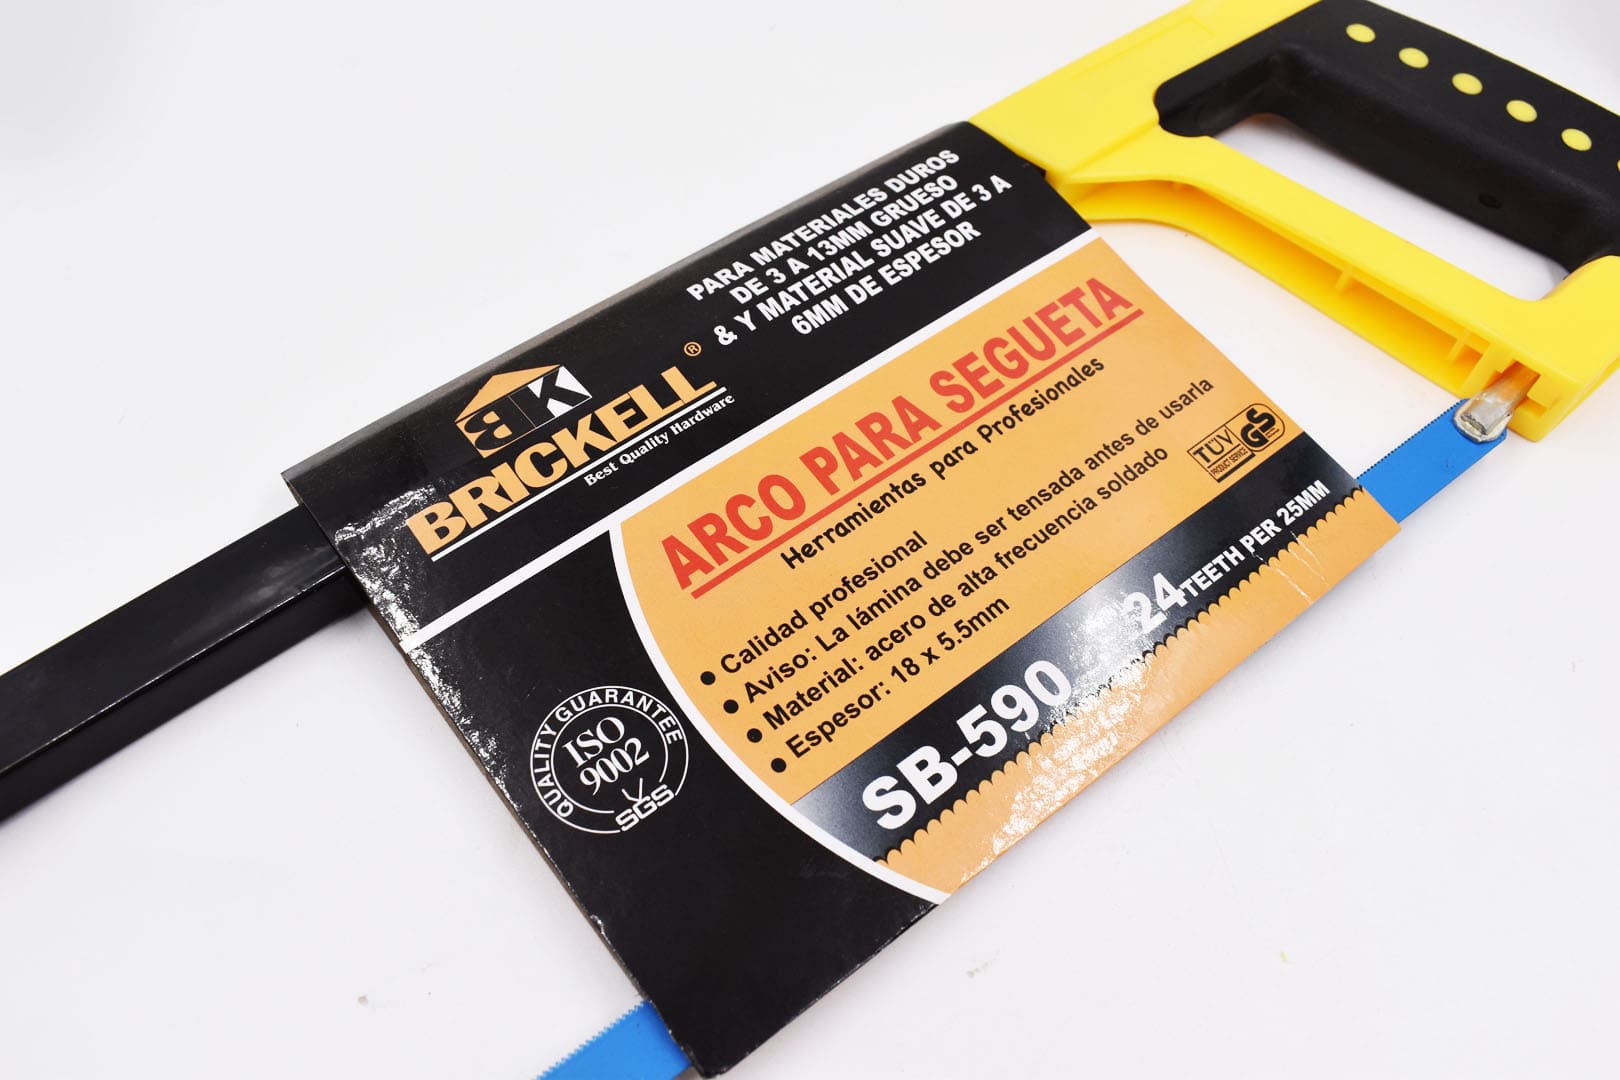 PARA MATERIALES DUROS
DE 3 A 13MM GRUESO
& Y MATERIAL SUAVE DE 3 A
6MM DE ESPESOR
BK
BRICKELL®
Best Quality Hardware
ARCO PARA SEGUETA
Herramientas para Profesionales
• Calidad profesional
• Aviso: La lámina debe ser tensada antes de usarla
• Material: acero de alta frecuencia soldado
• Espesor: 18 x 5.5mm
TÜV
PRODUCT SERVICE
GS
SB-590
24 TEETH PER 25MM
QUALITY GUARANTEE
ISO
9002
SGS